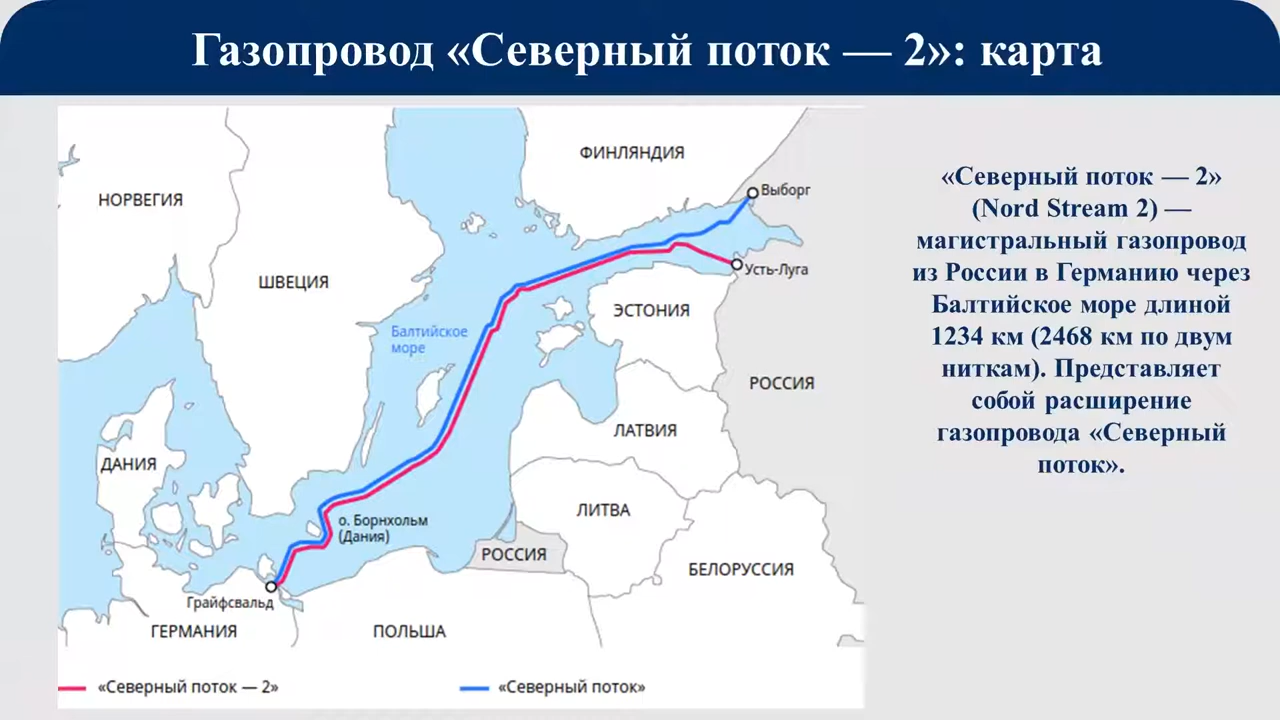 Газопровод «Северный поток — 2»: карта
ФИНЛЯНДИЯ
НОРВЕГИЯ
Выборг
ШВЕЦИЯ
Усть-Луга
ЭСТОНИЯ
Балтийское
море
РОССИЯ
ЛАТВИЯ
ДАНИЯ
ЛИТВА
о. Борнхольм
(Дания)
РОССИЯ
БЕЛОРУССИЯ
Грайфсвальд
ГЕРМАНИЯ
ПОЛЬША
«Северный поток — 2»
«Северный поток»
«Северный поток — 2»
(Nord Stream 2) —
магистральный газопровод
из России в Германию через
Балтийское море длиной
1234 км (2468 км по двум
ниткам). Представляет
собой расширение
газопровода «Северный
поток».